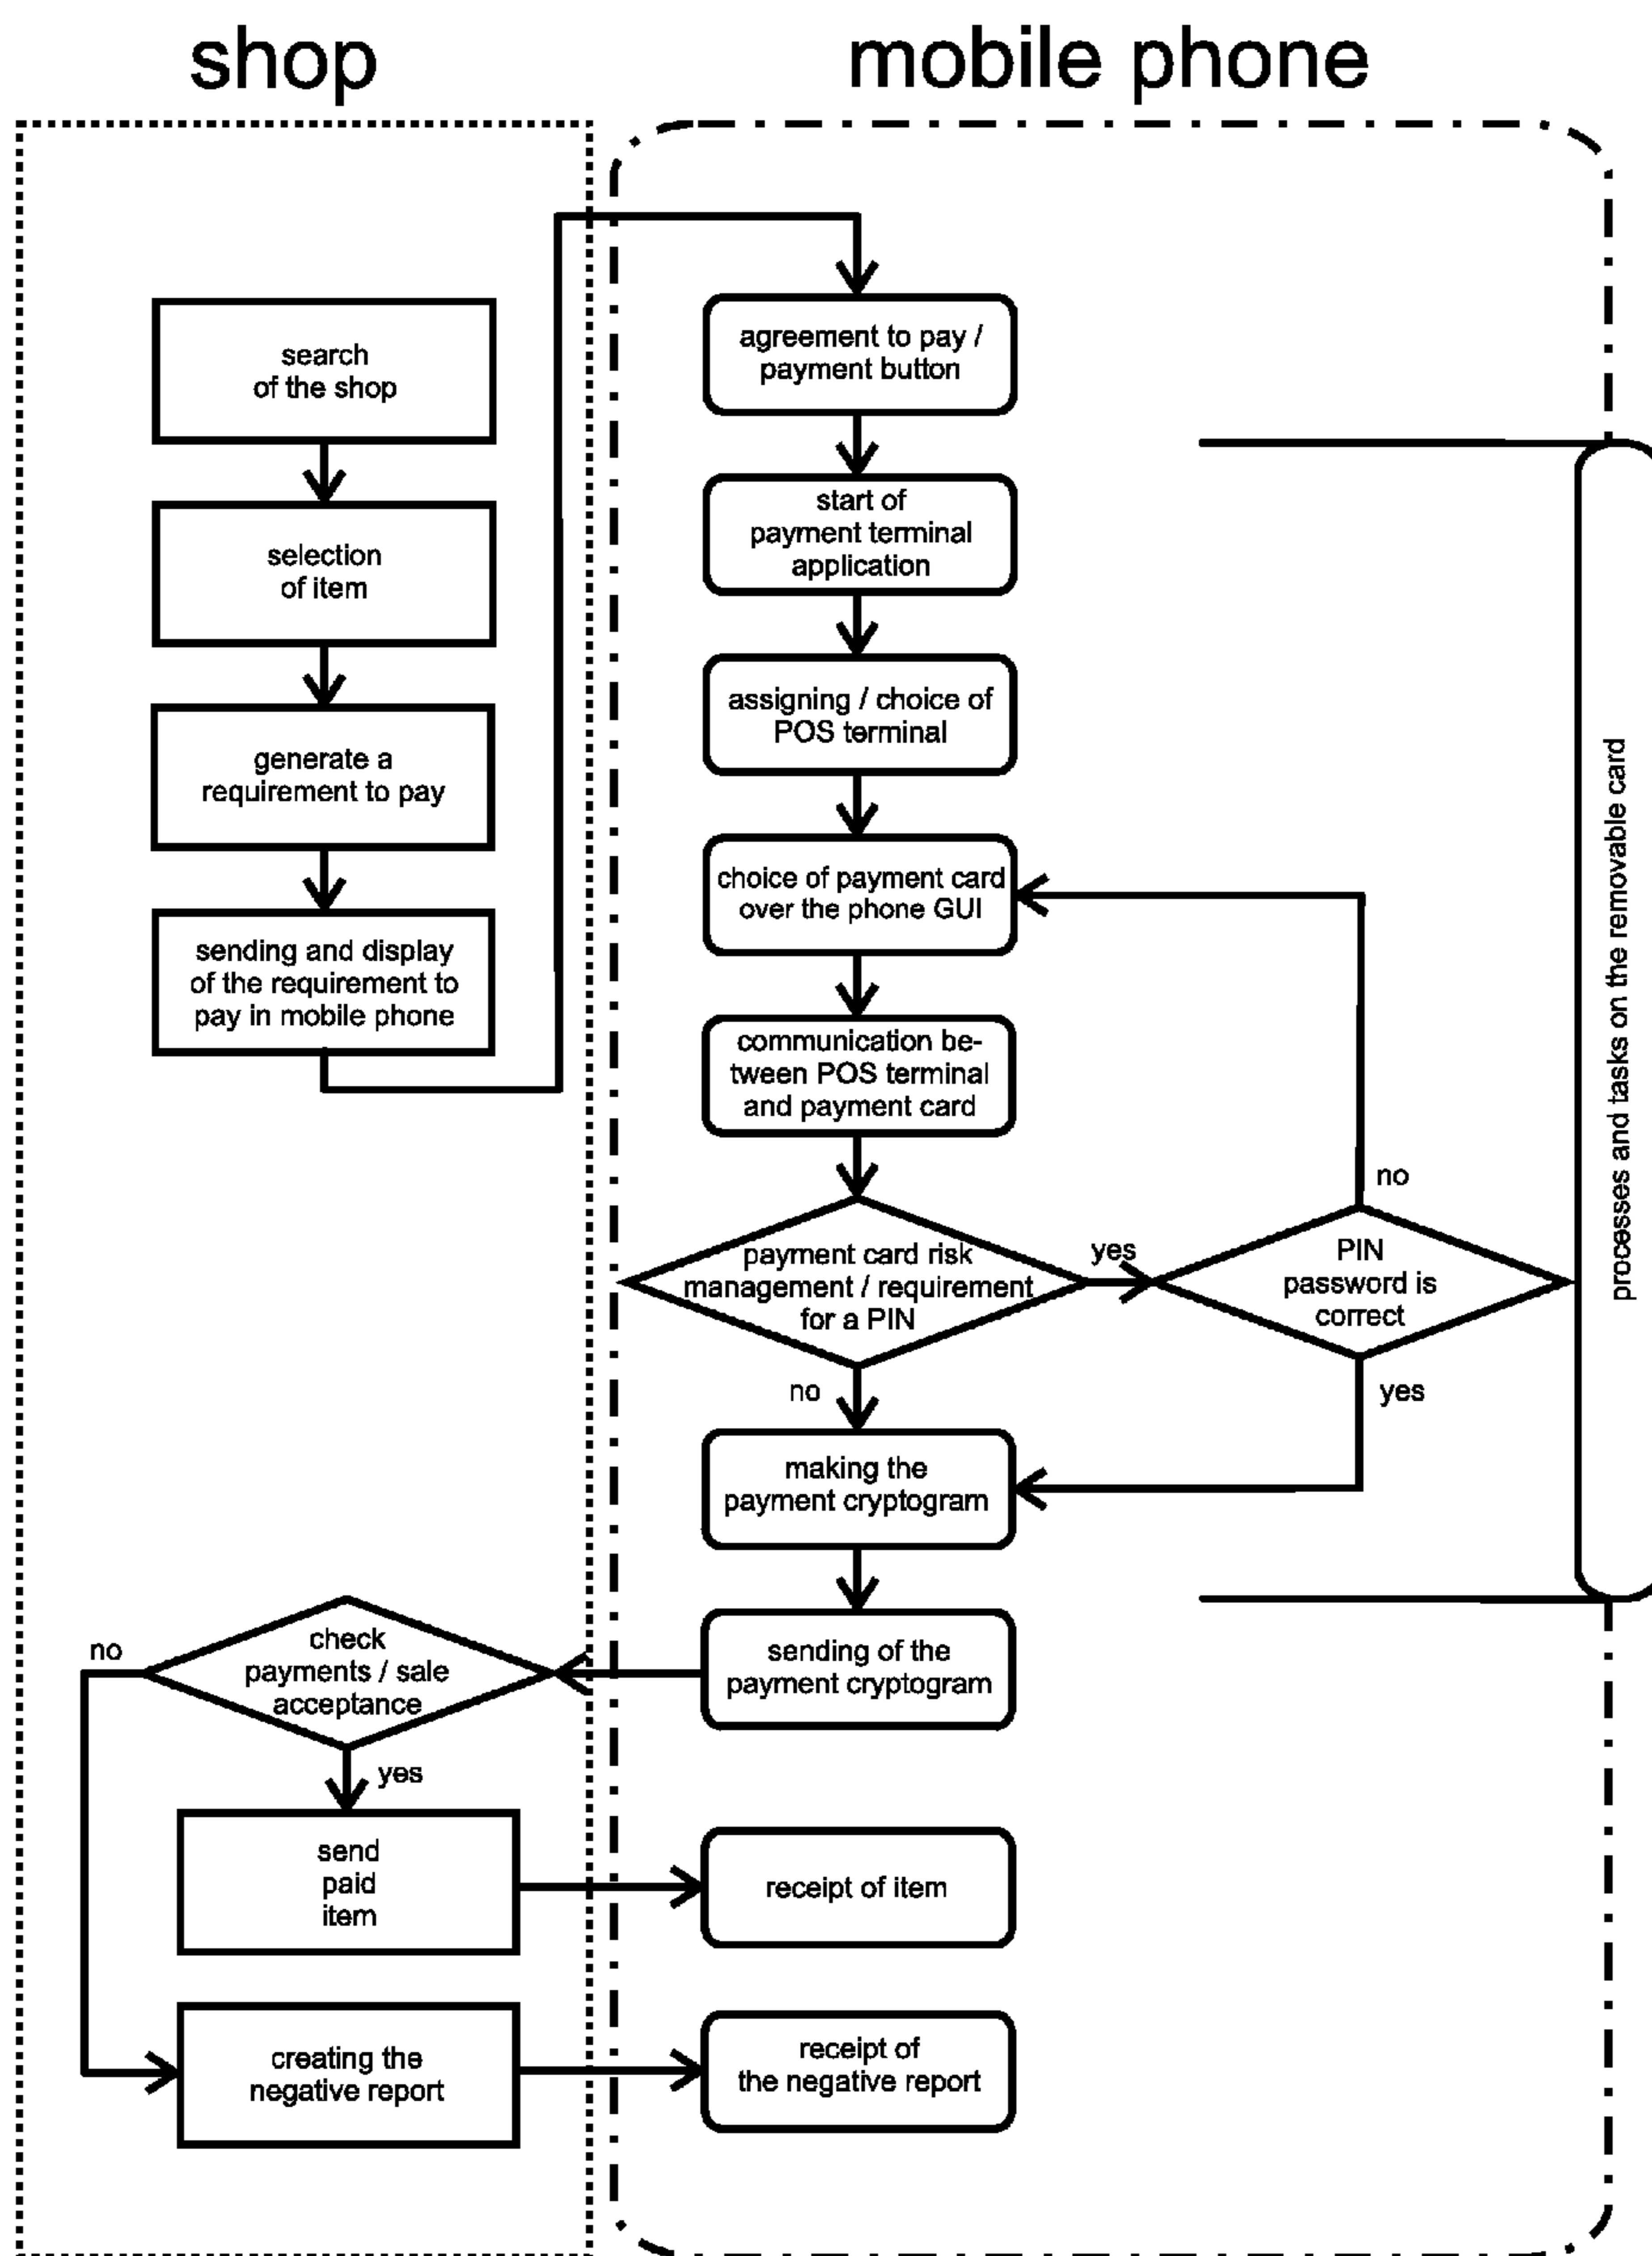 shop
mobile phone
search
of the shop
selection
of item
generate a
requirement to pay
sending and display
of the requirement to
pay in mobile phone
agreement to pay /
payment button
start of
payment terminal
application
assigning / choice of
POS terminal
choice of payment card
over the phone GUI
communication be-
tween POS terminal
and payment card
payment card risk
management / requirement
for a PIN
yes
no
PIN
password is
correct
no
yes
making the
payment cryptogram
sending of the
payment cryptogram
processes and tasks on the removable card
check
payments / sale
acceptance
no
yes
send
paid
item
receipt of item
creating the
negative report
receipt of
the negative report